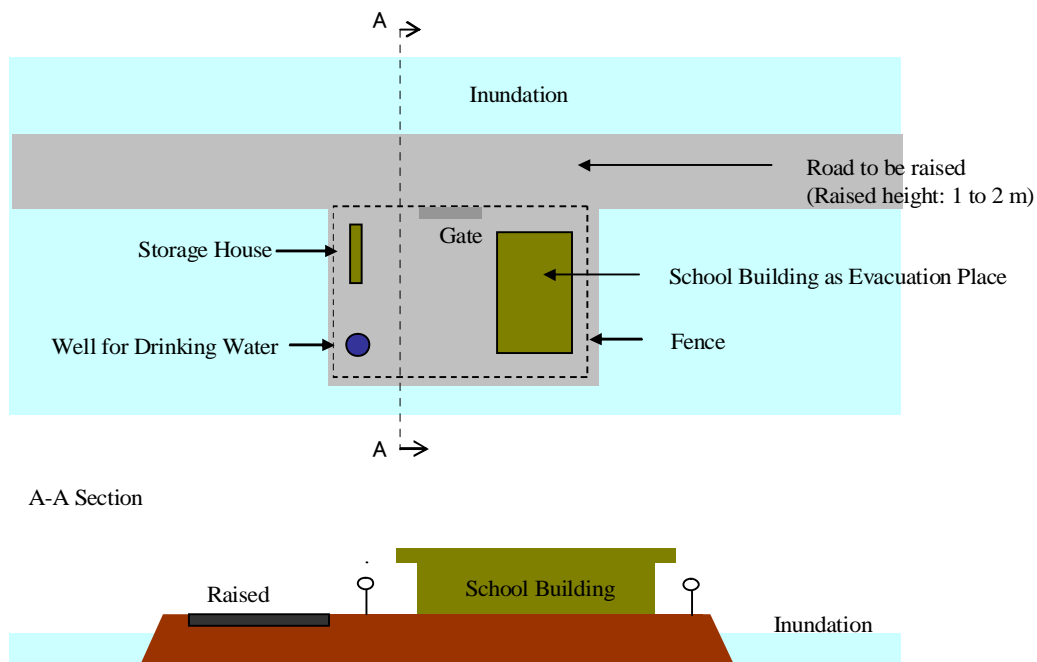 A
Inundation
Road to be raised
(Raised height: 1 to 2 m)
Gate
Storage House
School Building as Evacuation Place
Well for Drinking Water
Fence
A
A-A Section
School Building
Raised
Inundation